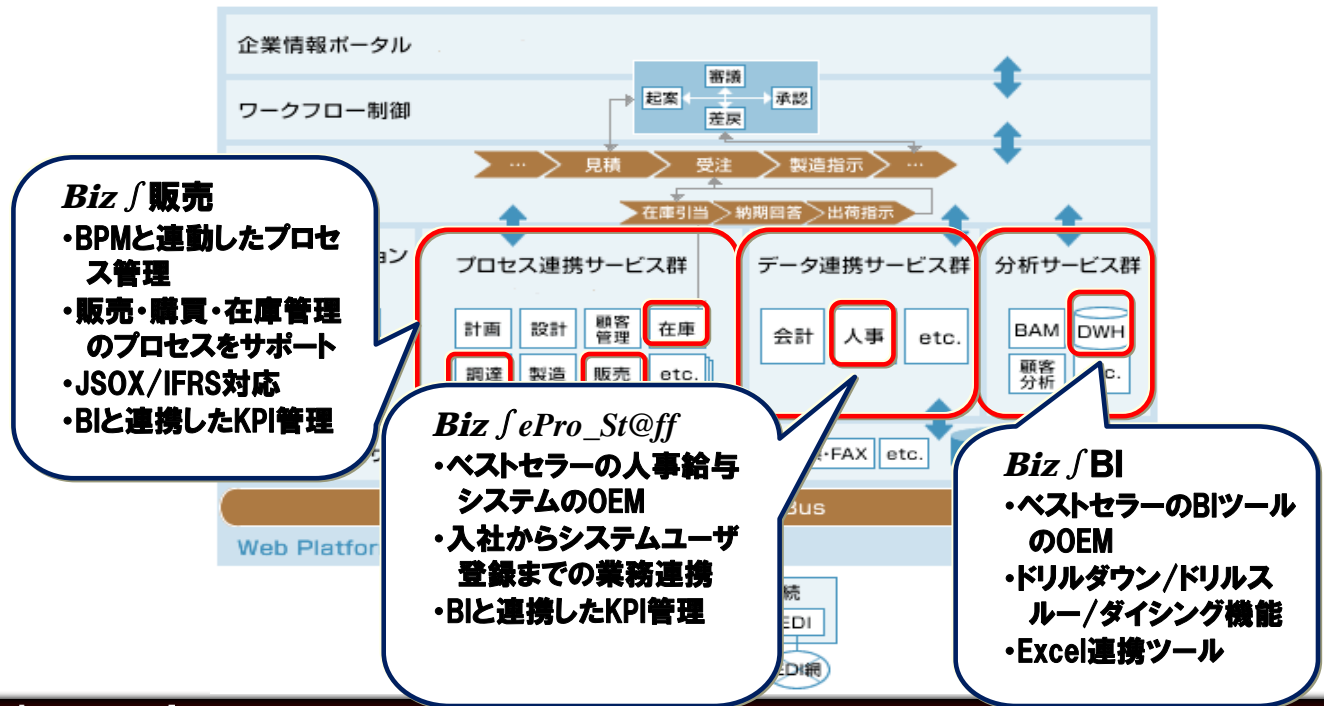 企業情報ポータル
審議
起案
承認
差戻
ワークフロー制御
…
見積
受注
製造指示
…
在庫引当
納期回答
出荷指示
Biz∫販売
・BPMと連動したプロセ
ス管理
・販売・購買・在庫管理
のプロセスをサポート
・JSOX/IFRS対応
・BIと連携したKPI管理
ョン
プロセス連携サービス群
計画
設計
顧客
管理
在庫
調達
製造
販売
etc.
データ連携サービス群
会計
人事
etc.
分析サービス群
BAM
DWH
顧客
分析
Biz∫ePro_St@ff
・ベストセラーの人事給与
システムのOEM
・入社からシステムユーザ
登録までの業務連携
・BIと連携したKPI管理
・FAX
etc.
Bus
Biz∫BI
・ベストセラーのBIツール
のOEM
・ドリルダウン/ドリルス
ルー/ダイシング機能
・Excel連携ツール
Web Platfor
続
EDI
EDI網